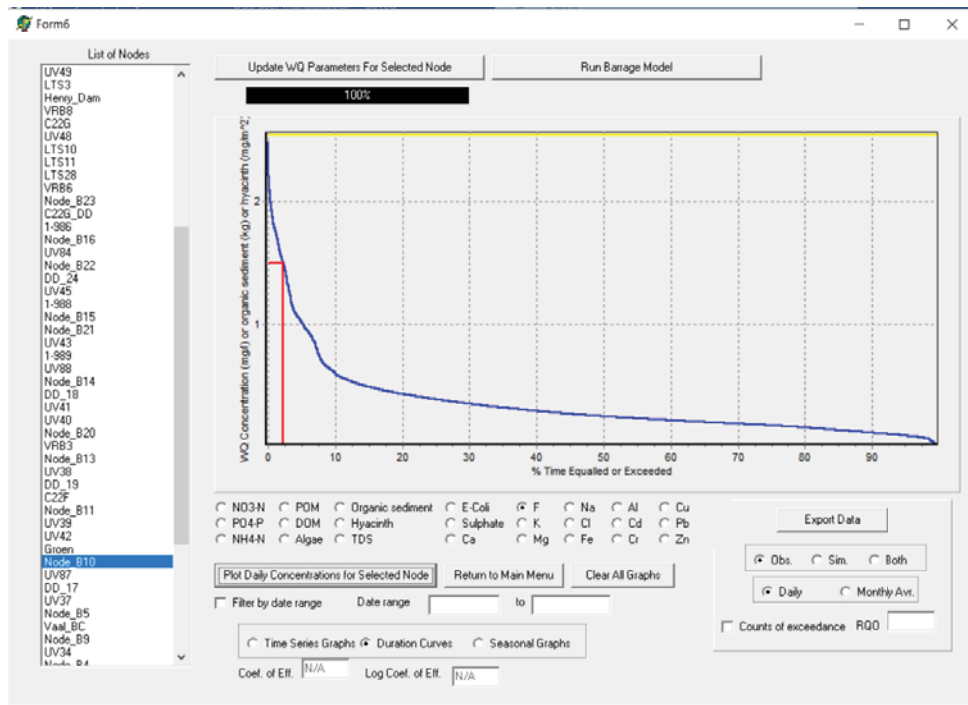 Form6
List of Nodes
UV49
LTS3
Henry_Dam
VRB8
C22G
UV48
LTS10
LTS11
LTS28
VRB6
Node_B23
C22G_DD
1-986
Node_B16
UV84
Node_B22
DD_24
UV45
1-988
Node_B15
Node_B21
UV43
1-989
UV88
Node_B14
DD_18
UV41
UV40
Node_B20
VRB3
Node_B13
UV38
DD_19
C22F
Node_B11
UV39
UV42
Groen
Node_B10
UV87
DD_17
UV37
Node_B5
Vaal_BC
Node_B9
UV34
Node_B4
Update WQ Parameters For Selected Node
Run Barrage Model
100%
WQ Concentration (mg/l) or organic sediment (kg) or hyacinth (mg/m^2)
2
1
0 10 20 30 40 50 60 70 80 90
% Time Equalled or Exceeded
NO3-N POM Organic sediment E-Coli F Na Al Cu
PO4-P DOM Hyacinth Sulphate K Cl Cd Pb
NH4-N Algae TDS Ca Mg Fe Cr Zn
Plot Daily Concentrations for Selected Node Return to Main Menu Clear All Graphs
Filter by date range Date range to
Time Series Graphs Duration Curves Seasonal Graphs
Coef. of Eff. N/A Log Coef. of Eff. N/A
Export Data
Obs. Sim. Both
Daily Monthly Avr.
Counts of exceedance RQO